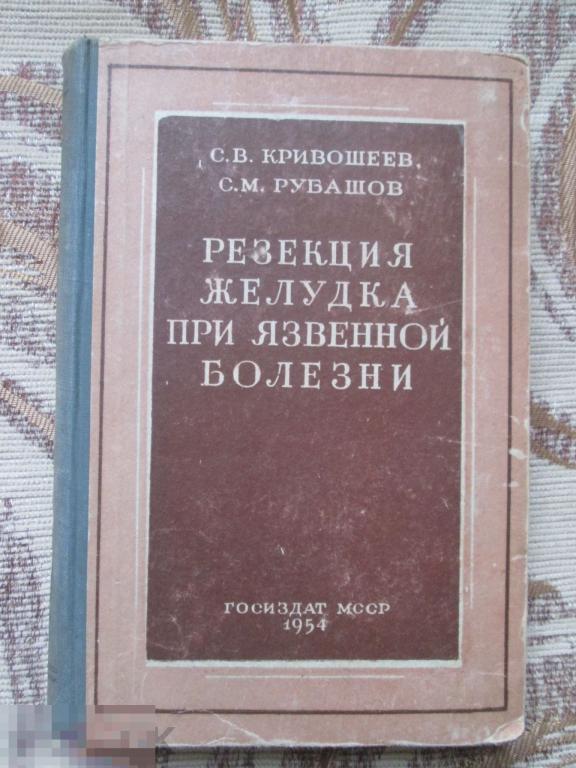 С.В. КРИВОШЕЕВ,
С.М. РУБАШОВ
РЕЗЕКЦИЯ
ЖЕЛУДКА
ПРИ ЯЗВЕННОЙ
БОЛЕЗНИ
ГОСИЗДАТ МССР
1954